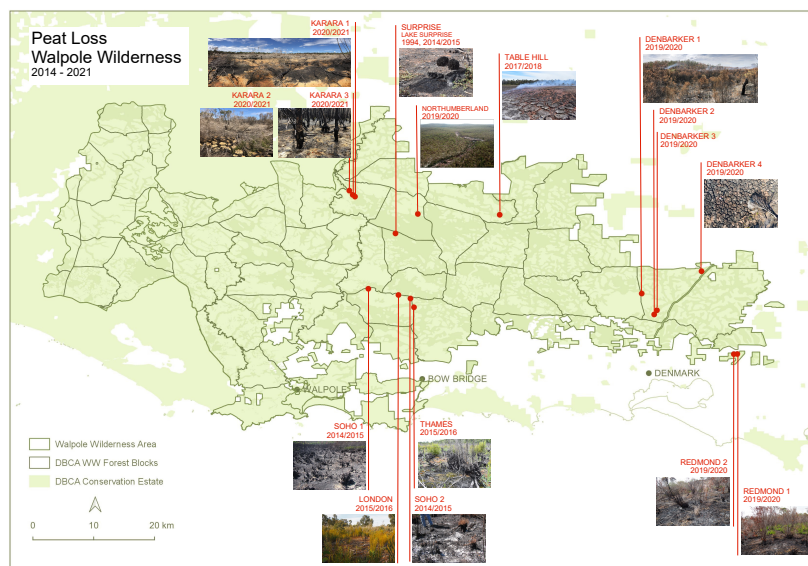 Peat Loss
Walpole Wilderness
2014 - 2021
KARARA 1
2020/2021
SURPRISE
LAKE SURPRISE
1994, 2014/2015
TABLE HILL
2017/2018
DENBARKER 1
2019/2020
KARARA 2
2020/2021
KARARA 3
2020/2021
NORTHUMBERLAND
2019/2020
DENBARKER 2
2019/2020
DENBARKER 3
2019/2020
DENBARKER 4
2019/2020
WALPOLE
BOW BRIDGE
DENMARK
SOHO 1
2014/2015
THAMES
2015/2016
LONDON
2015/2016
SOHO 2
2014/2015
REDMOND 2
2019/2020
REDMOND 1
2019/2020
Walpole Wilderness Area
DBCA WW Forest Blocks
DBCA Conservation Estate
0 10 20 km